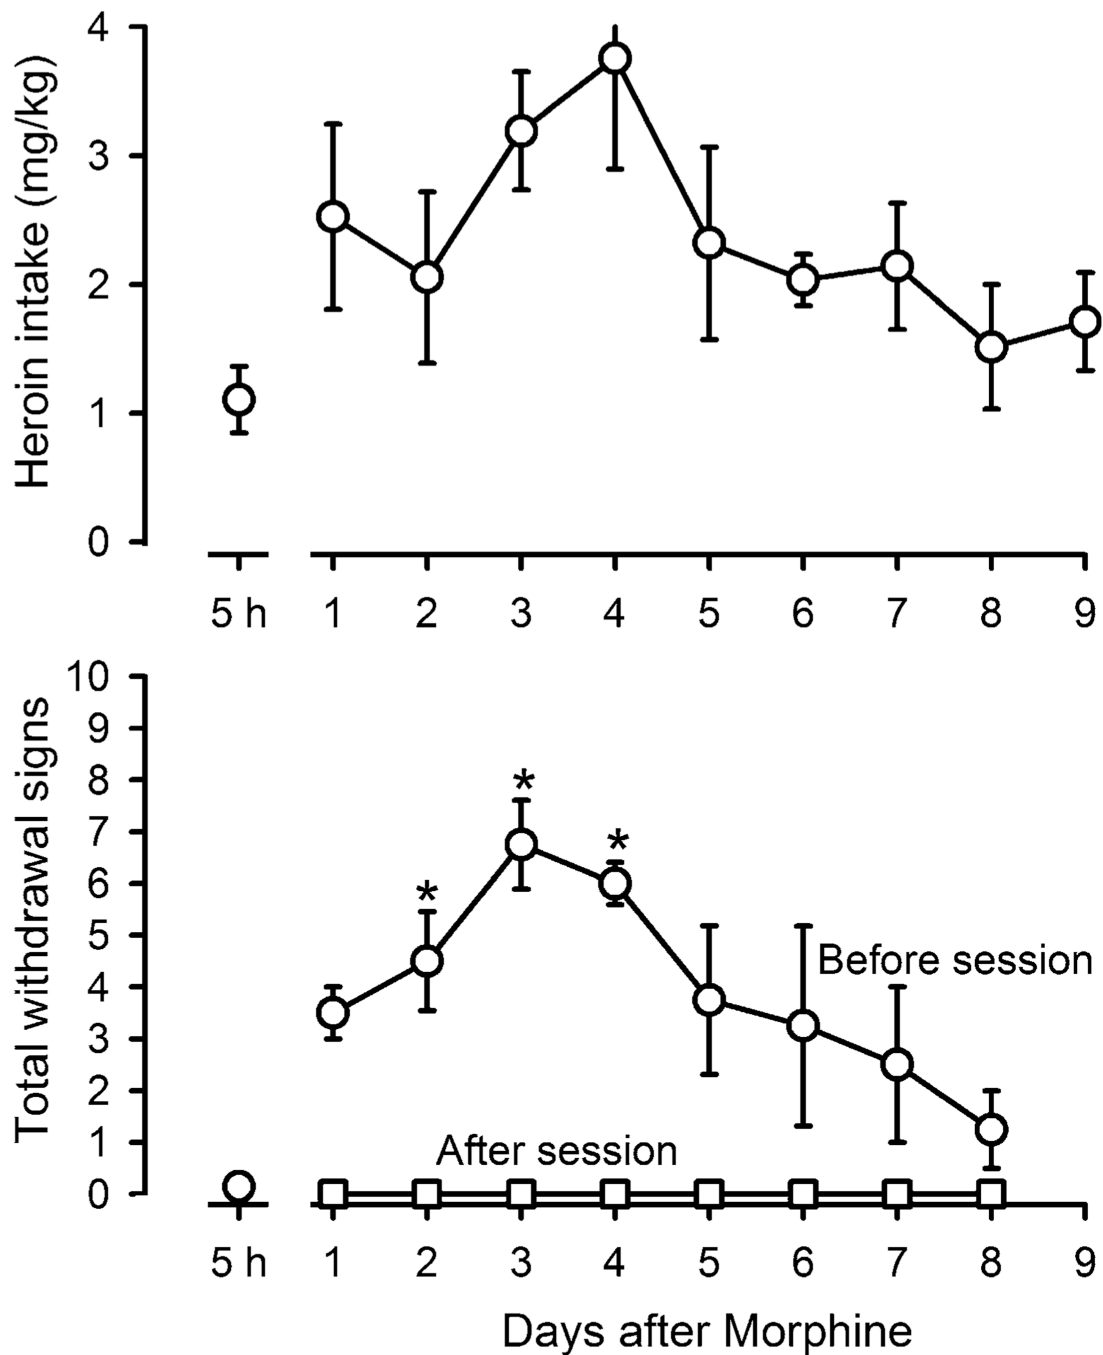 Heroin intake (mg/kg)
4
3
2
1
0
5 h 1 2 3 4 5 6 7 8 9
Total withdrawal signs
10
9
8
7
6
5
4
3
2
1
0
*
*
*
Before session
After session
5 h 1 2 3 4 5 6 7 8 9
Days after Morphine